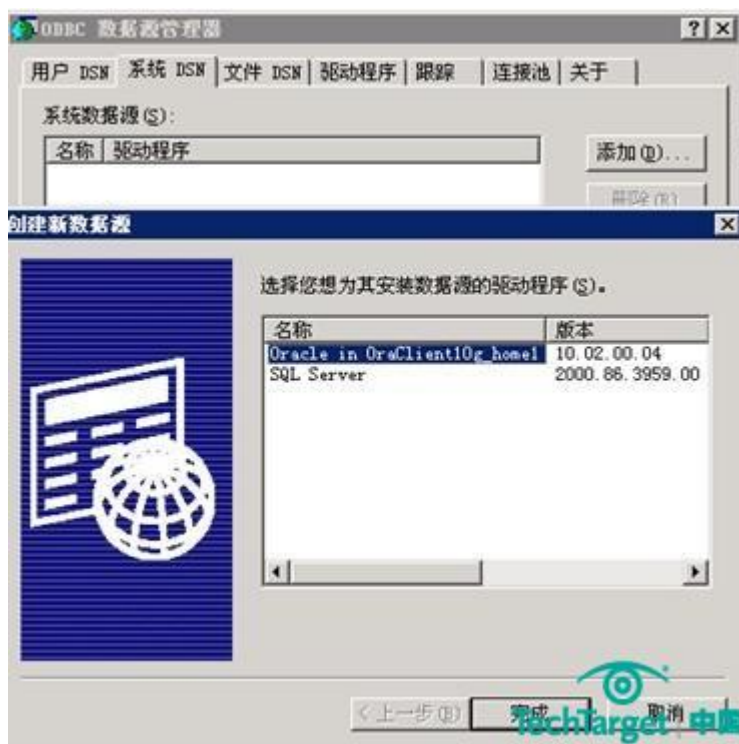 ODBC 数据源管理器
用户 DSN 系统 DSN 文件 DSN 驱动程序 跟踪 连接池 关于
系统数据源(S):
名称 驱动程序
添加(D)...
删除(R)
创建新数据源
选择您想为其安装数据源的驱动程序(S)。
名称 版本
Oracle in OraClient10g_home1 10.02.00.04
SQL Server 2000.86.3959.00
<上一步(B) 完成 取消
TechTarget 中国